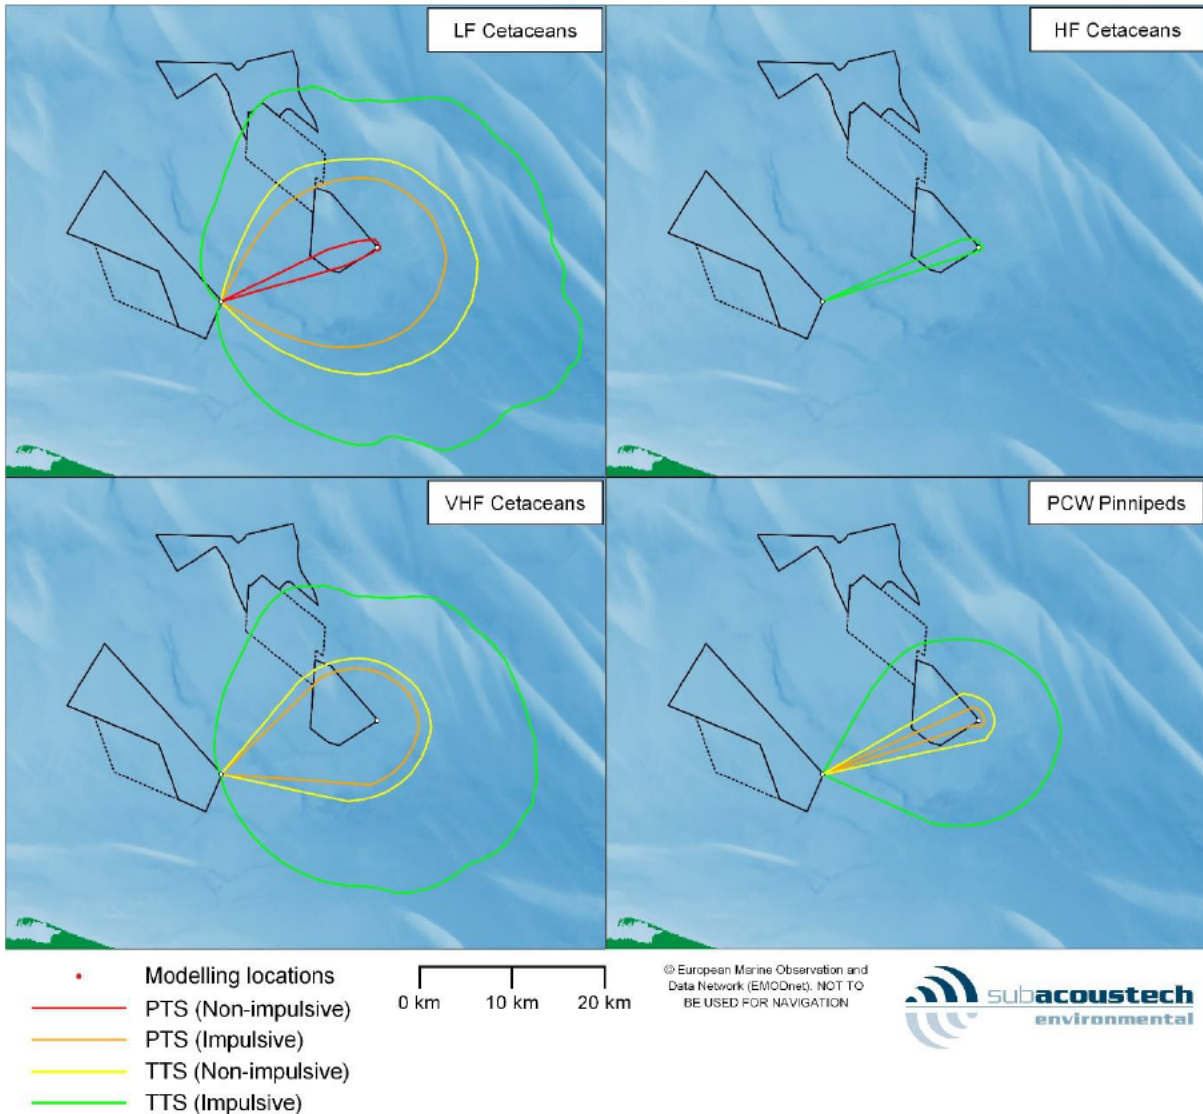 LF Cetaceans
HF Cetaceans
VHF Cetaceans
PCW Pinnipeds
Modelling locations
PTS (Non-impulsive)
PTS (Impulsive)
TTS (Non-impulsive)
TTS (Impulsive)
0 km 10 km 20 km
© European Marine Observation and
Data Network (EMODnet). NOT TO
BE USED FOR NAVIGATION
subacoustech
environmental